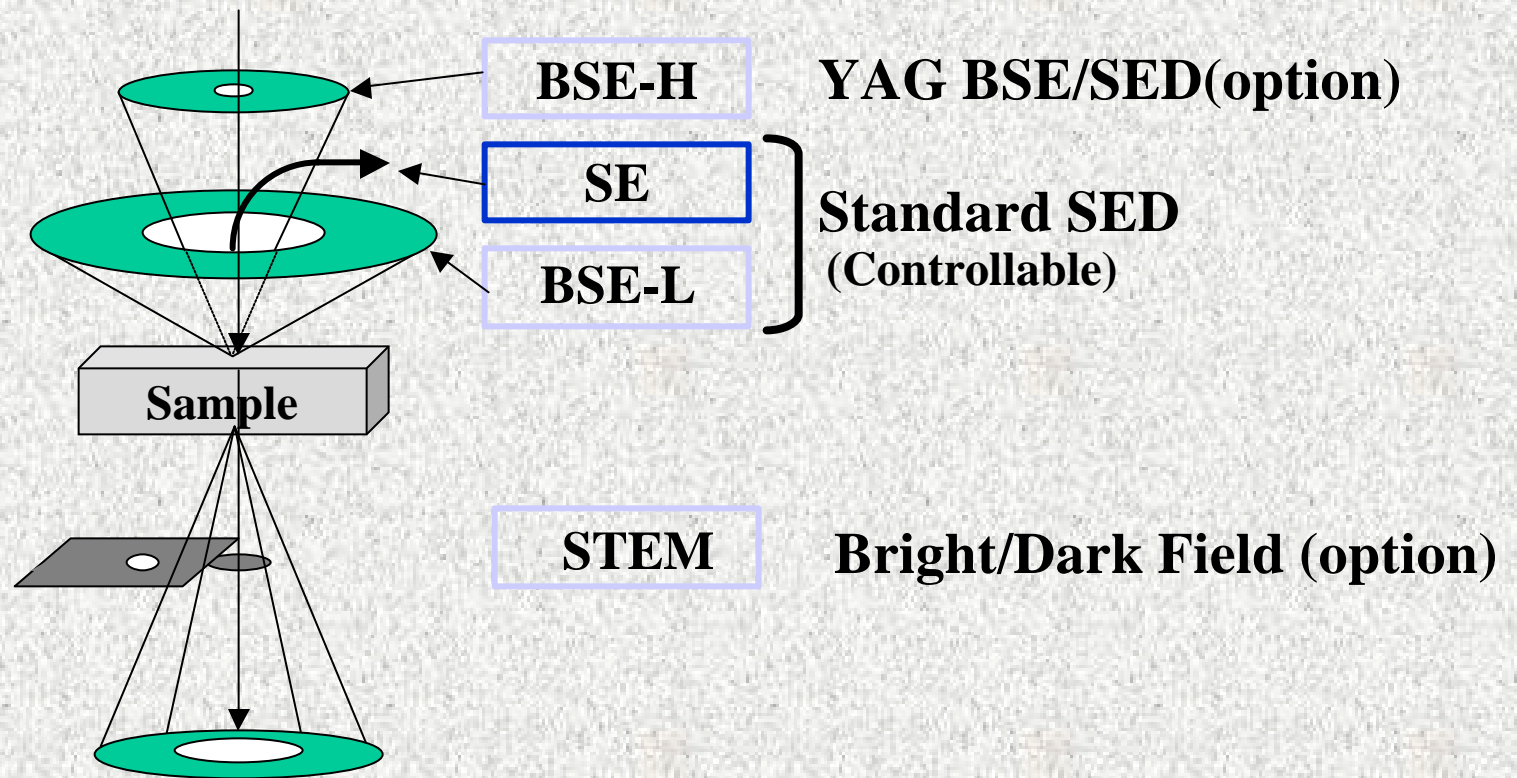 BSE-H
YAG BSE/SED(option)
SE
Standard SED
(Controllable)
BSE-L
Sample
STEM
Bright/Dark Field (option)